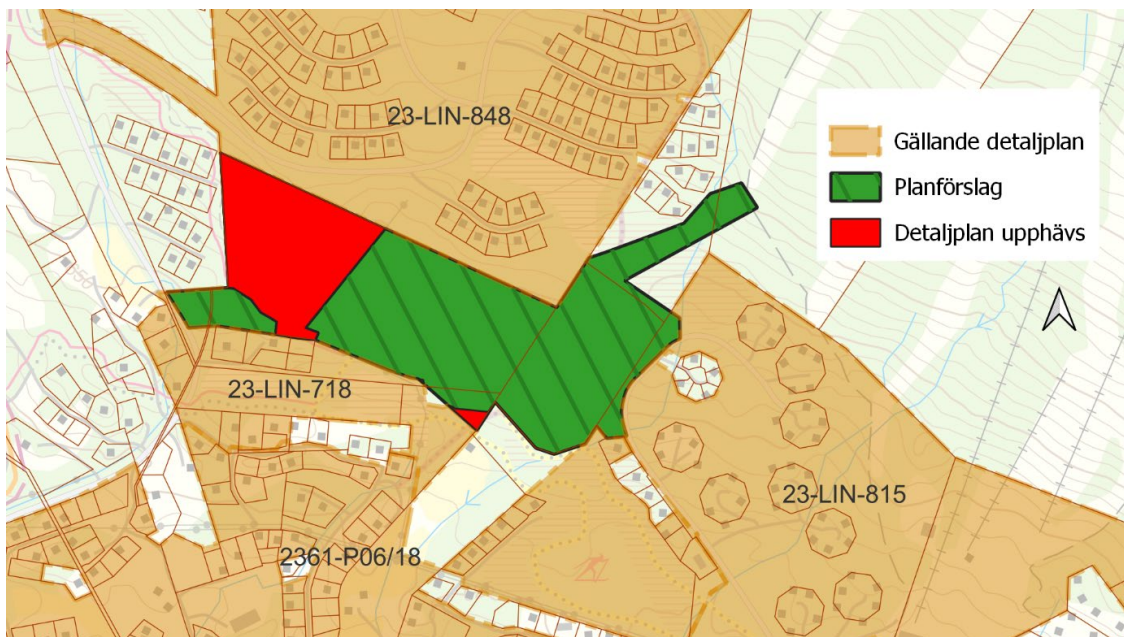 23-LIN-848
Gällande detaljplan
Planförslag
Detaljplan upphävs
23-LIN-718
23-LIN-815
2361-P06/18